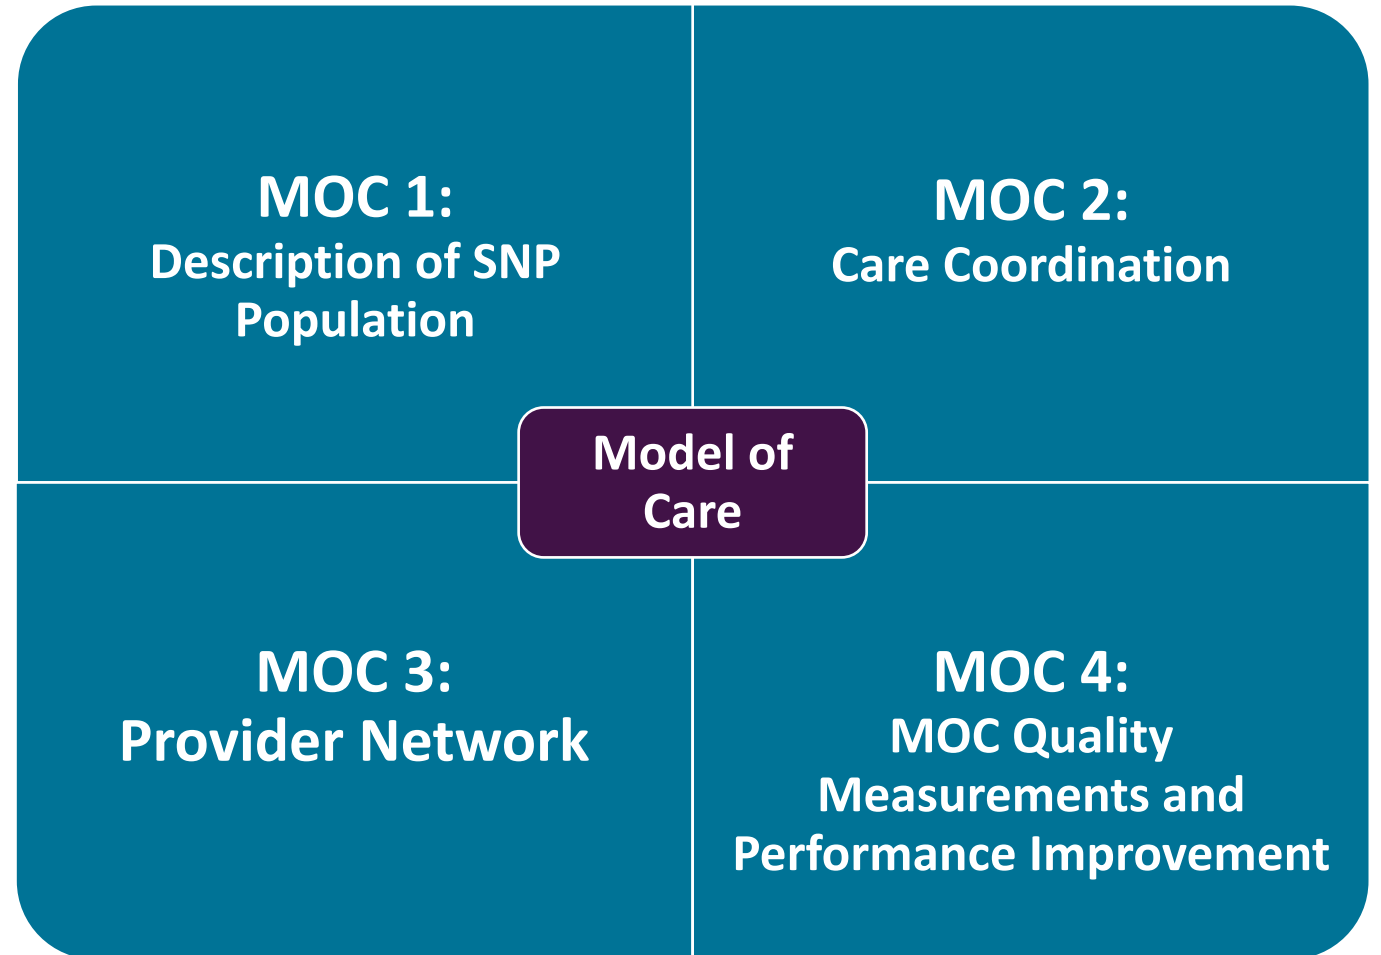 MOC 1:
Description of SNP
Population
MOC 2:
Care Coordination
Model of
Care
MOC 3:
Provider Network
MOC 4:
MOC Quality
Measurements and
Performance Improvement